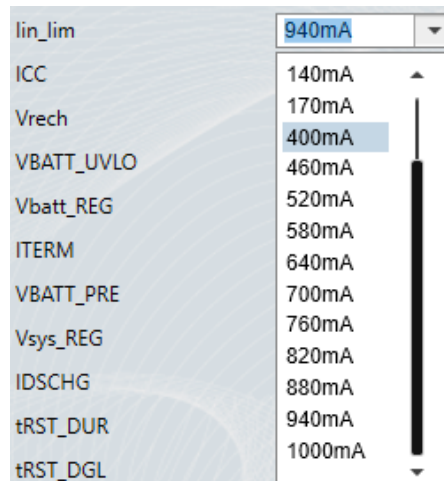 Iin_lim 940mA
ICC 140mA
170mA
Vrech 400mA
VBATT_UVLO 460mA
Vbatt_REG 520mA
580mA
ITERM 640mA
VBATT_PRE 700mA
Vsys_REG 760mA
820mA
IDSCHG 880mA
tRST_DUR 940mA
tRST_DGL 1000mA